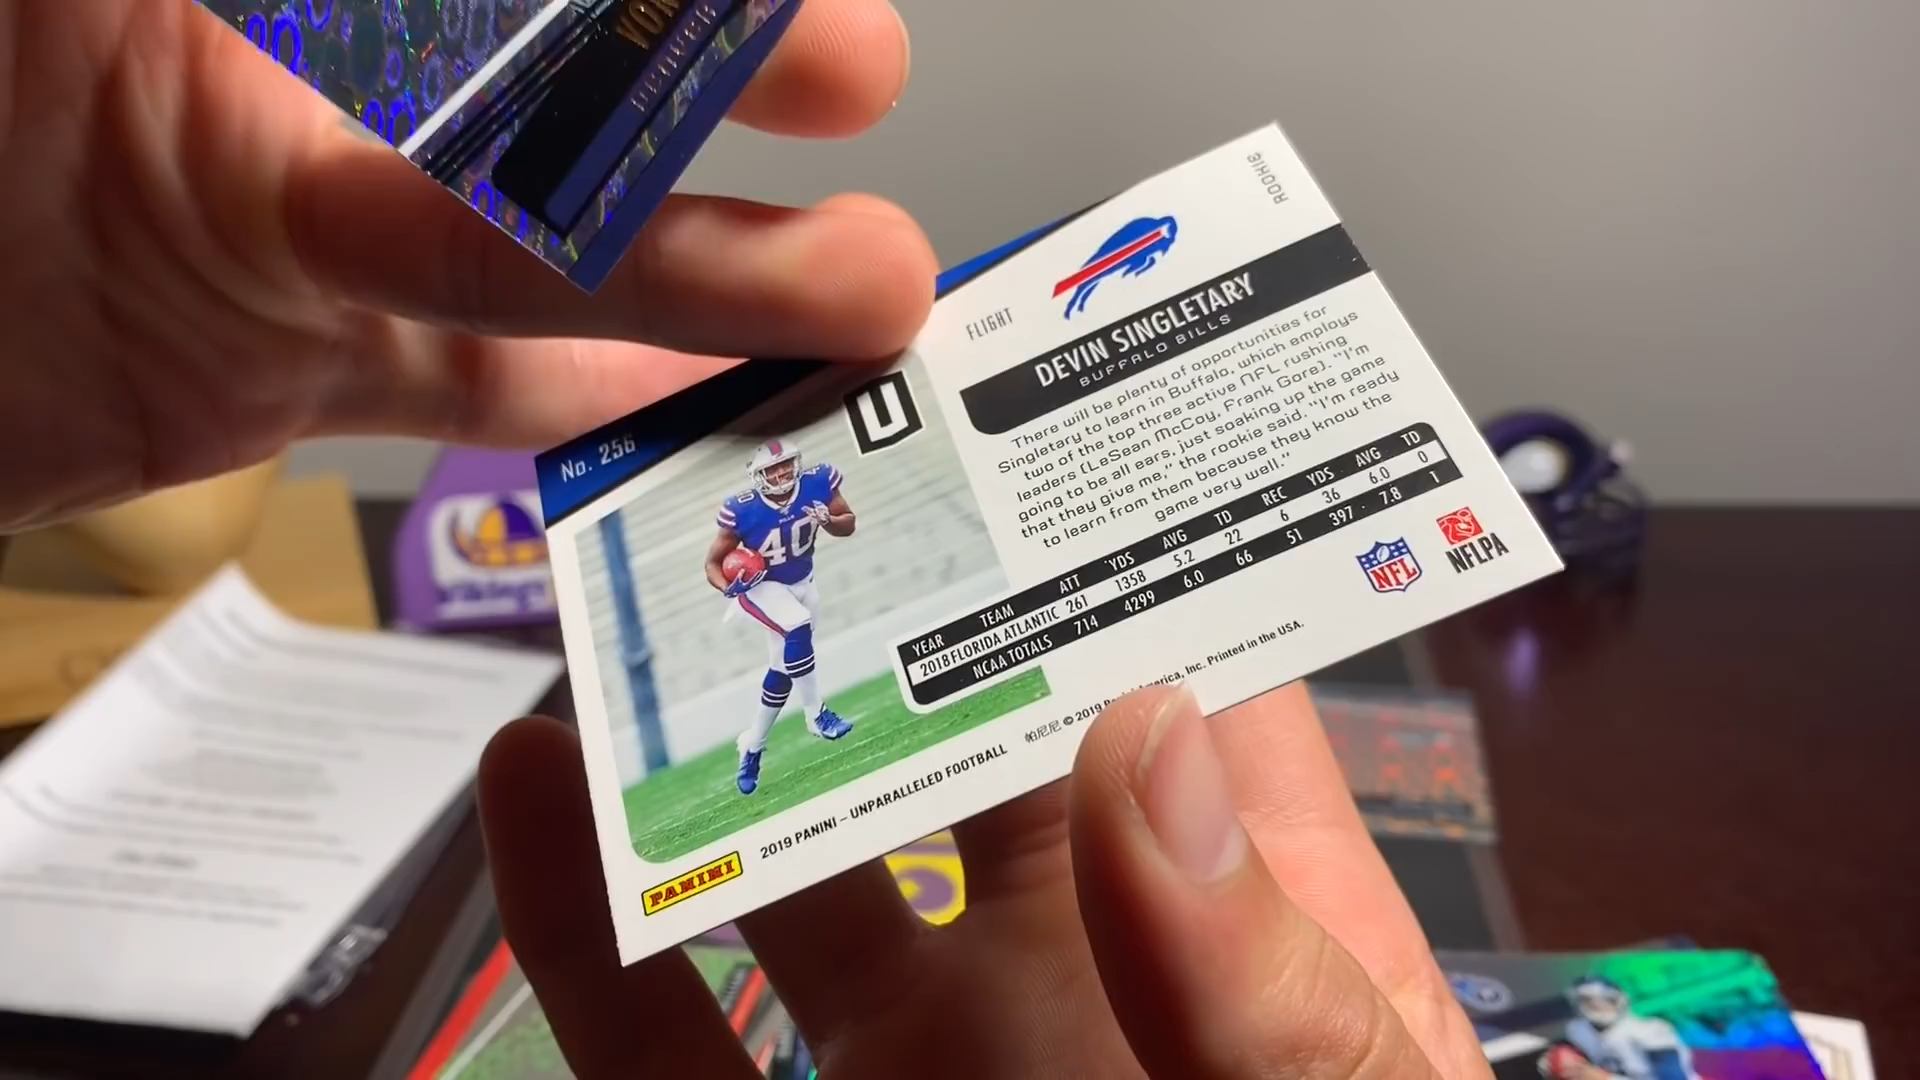 ROOKIE
FLIGHT
DEVIN SINGLETARY
BUFFALO BILLS
There will be plenty of opportunities for
Singletary to learn in Buffalo, which employs
two of the top three active NFL rushing
leaders (LeSean McCoy, Frank Gore). "I'm
going to be all ears, just soaking up the game
that they give me," the rookie said. "I'm ready
to learn from them because they know the
game very well."
No. 256
U
40
YEAR TEAM ATT YDS AVG TD REC YDS AVG TD
2018 FLORIDA ATLANTIC 261 1358 5.2 22 6 36 6.0 0
NCAA TOTALS 714 4299 6.0 66 51 397 7.8 1
NFL
NFLPA
PANINI
2019 PANINI – UNPARALLELED FOOTBALL
帕尼尼 © 2019 Panini America, Inc. Printed in the USA.